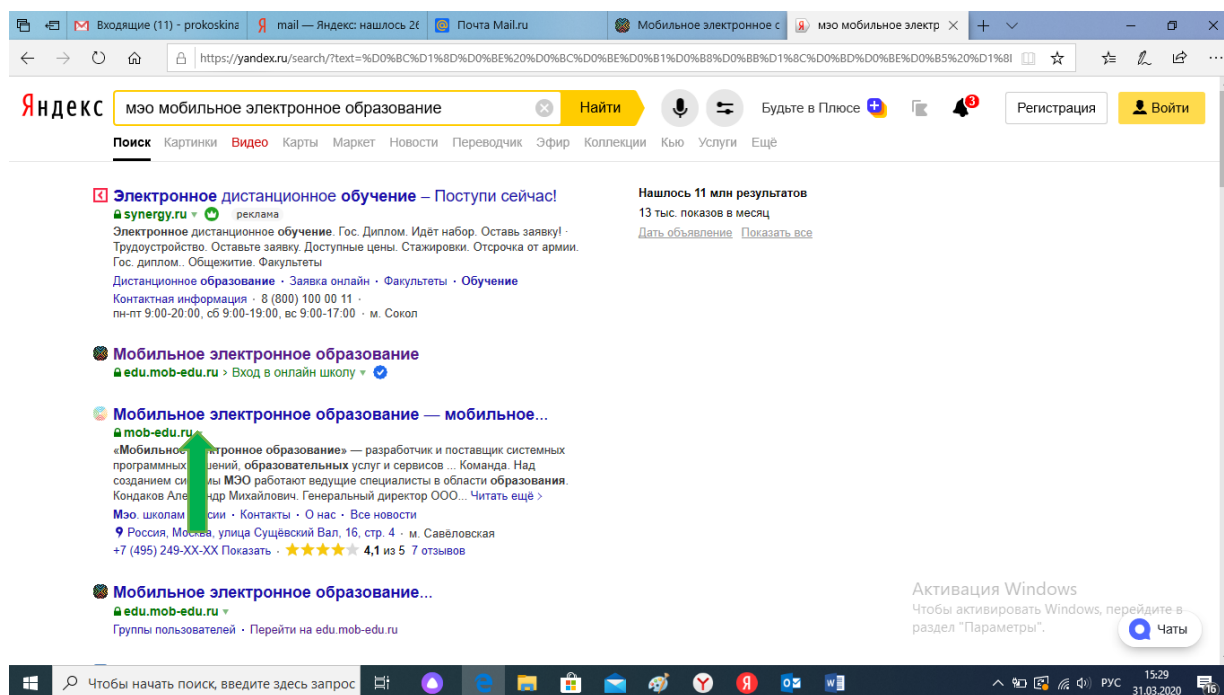 Входящие (11) - prokoskina
mail — Яндекс: нашлось 26
Почта Mail.ru
Мобильное электронное с
мэо мобильное электр
https://yandex.ru/search/?text=%D0%BC%D1%8D%D0%BE%20%D0%BC%D0%BE%D0%B1%D0%B8%D0%BB%D1%8C%D0%BD%D0%BE%D0%B5%20%D1%8
Яндекс
мэо мобильное электронное образование
Найти
Будьте в Плюсе
3
Регистрация
Войти
Поиск Картинки Видео Карты Маркет Новости Переводчик Эфир Коллекции Кью Услуги Ещё
Электронное дистанционное обучение – Поступи сейчас!
synergy.ru реклама
Электронное дистанционное обучение. Гос. Диплом. Идёт набор. Оставь заявку! ·
Трудоустройство. Оставьте заявку. Доступные цены. Стажировки. Отсрочка от армии.
Гос. диплом.. Общежитие. Факультеты
Дистанционное образование · Заявка онлайн · Факультеты · Обучение
Контактная информация · 8 (800) 100 00 11 ·
пн-пт 9:00-20:00, сб 9:00-19:00, вс 9:00-17:00 · м. Сокол
Нашлось 11 млн результатов
13 тыс. показов в месяц
Дать объявление Показать все
Мобильное электронное образование
edu.mob-edu.ru › Вход в онлайн школу
Мобильное электронное образование — мобильное...
mob-edu.ru
«Мобильное электронное образование» — разработчик и поставщик системных
программных решений, образовательных услуг и сервисов ... Команда. Над
созданием системы МЭО работают ведущие специалисты в области образования.
Кондаков Александр Михайлович. Генеральный директор ООО... Читать ещё ›
Мэо. школам России · Контакты · О нас · Все новости
Россия, Москва, улица Сущёвский Вал, 16, стр. 4 · м. Савёловская
+7 (495) 249-XX-XX Показать · 4,1 из 5 7 отзывов
Мобильное электронное образование...
edu.mob-edu.ru
Группы пользователей · Перейти на edu.mob-edu.ru
Активация Windows
Чтобы активировать Windows, перейдите в
раздел "Параметры".
Чаты
Чтобы начать поиск, введите здесь запрос
РУС
15:29
31.03.2020
16